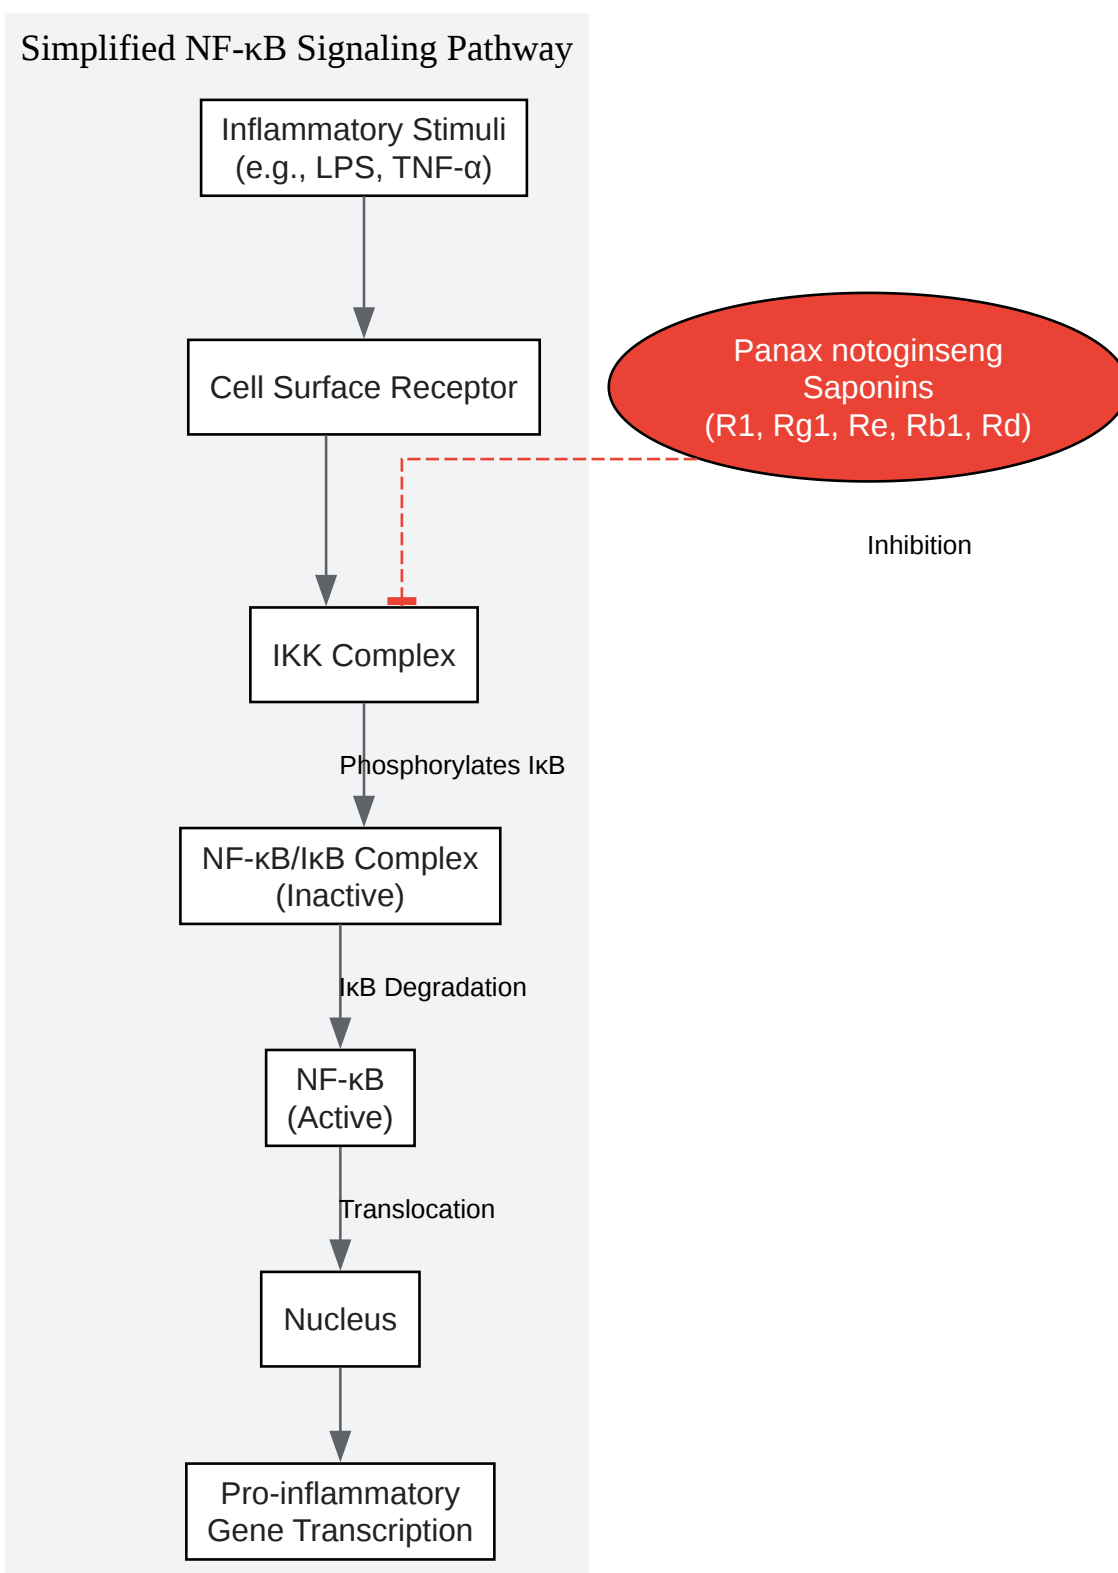 Simplified NF-κB Signaling Pathway
Inflammatory Stimuli
(e.g., LPS, TNF-α)
Cell Surface Receptor
Panax notoginseng
Saponins
(R1, Rg1, Re, Rb1, Rd)
Inhibition
IKK Complex
Phosphorylates IκB
NF-κB/IκB Complex
(Inactive)
IκB Degradation
NF-κB
(Active)
Translocation
Nucleus
Pro-inflammatory
Gene Transcription